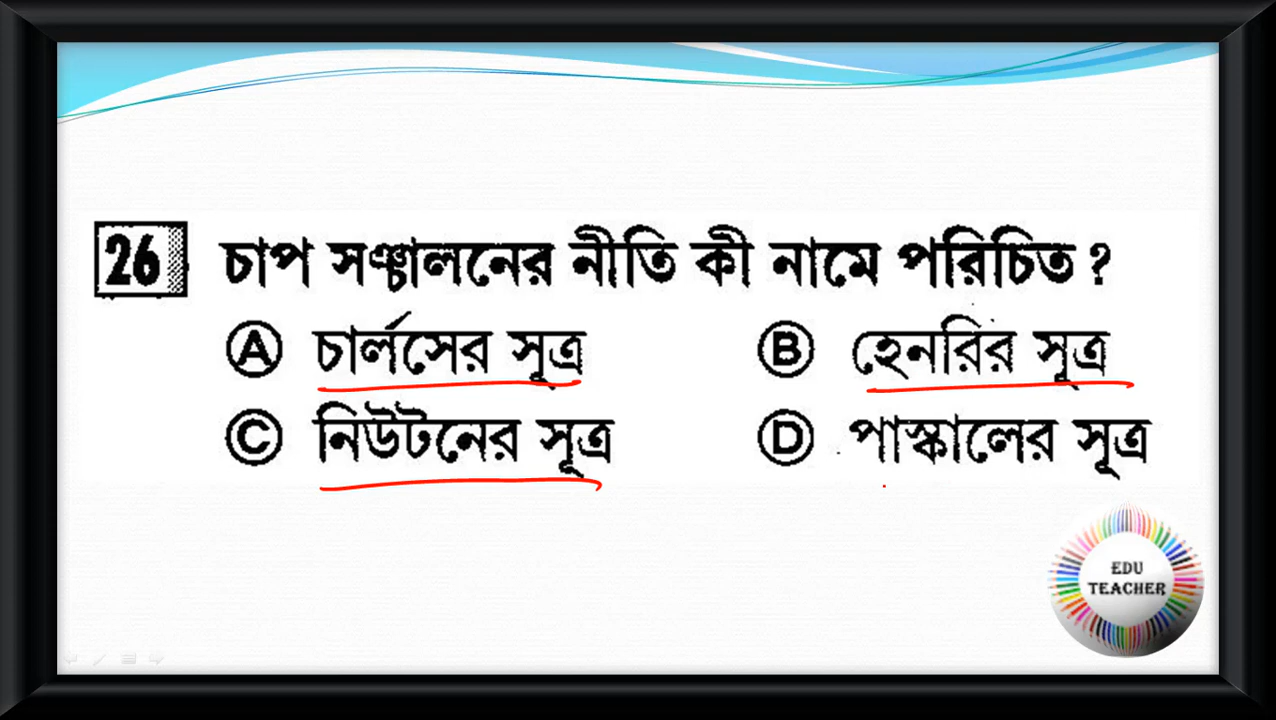 26 চাপ সঞ্চালনের নীতি কী নামে পরিচিত ?
Ⓐ চার্লসের সূত্র Ⓑ হেনরির সূত্র
Ⓒ নিউটনের সূত্র Ⓓ পাস্কালের সূত্র
EDU
TEACHER